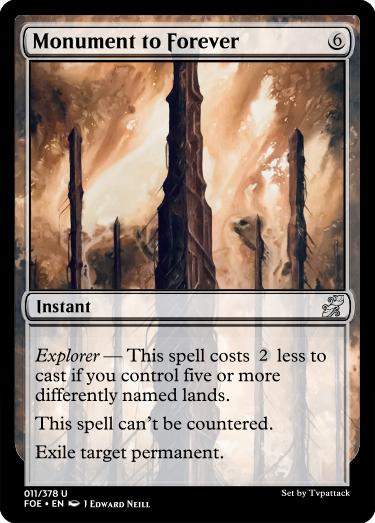 Monument to Forever 6
Instant
Explorer — This spell costs 2 less to
cast if you control five or more
differently named lands.
This spell can't be countered.
Exile target permanent.
011/378 U
Set by Tvpattack
FOE • EN J Edward Neill